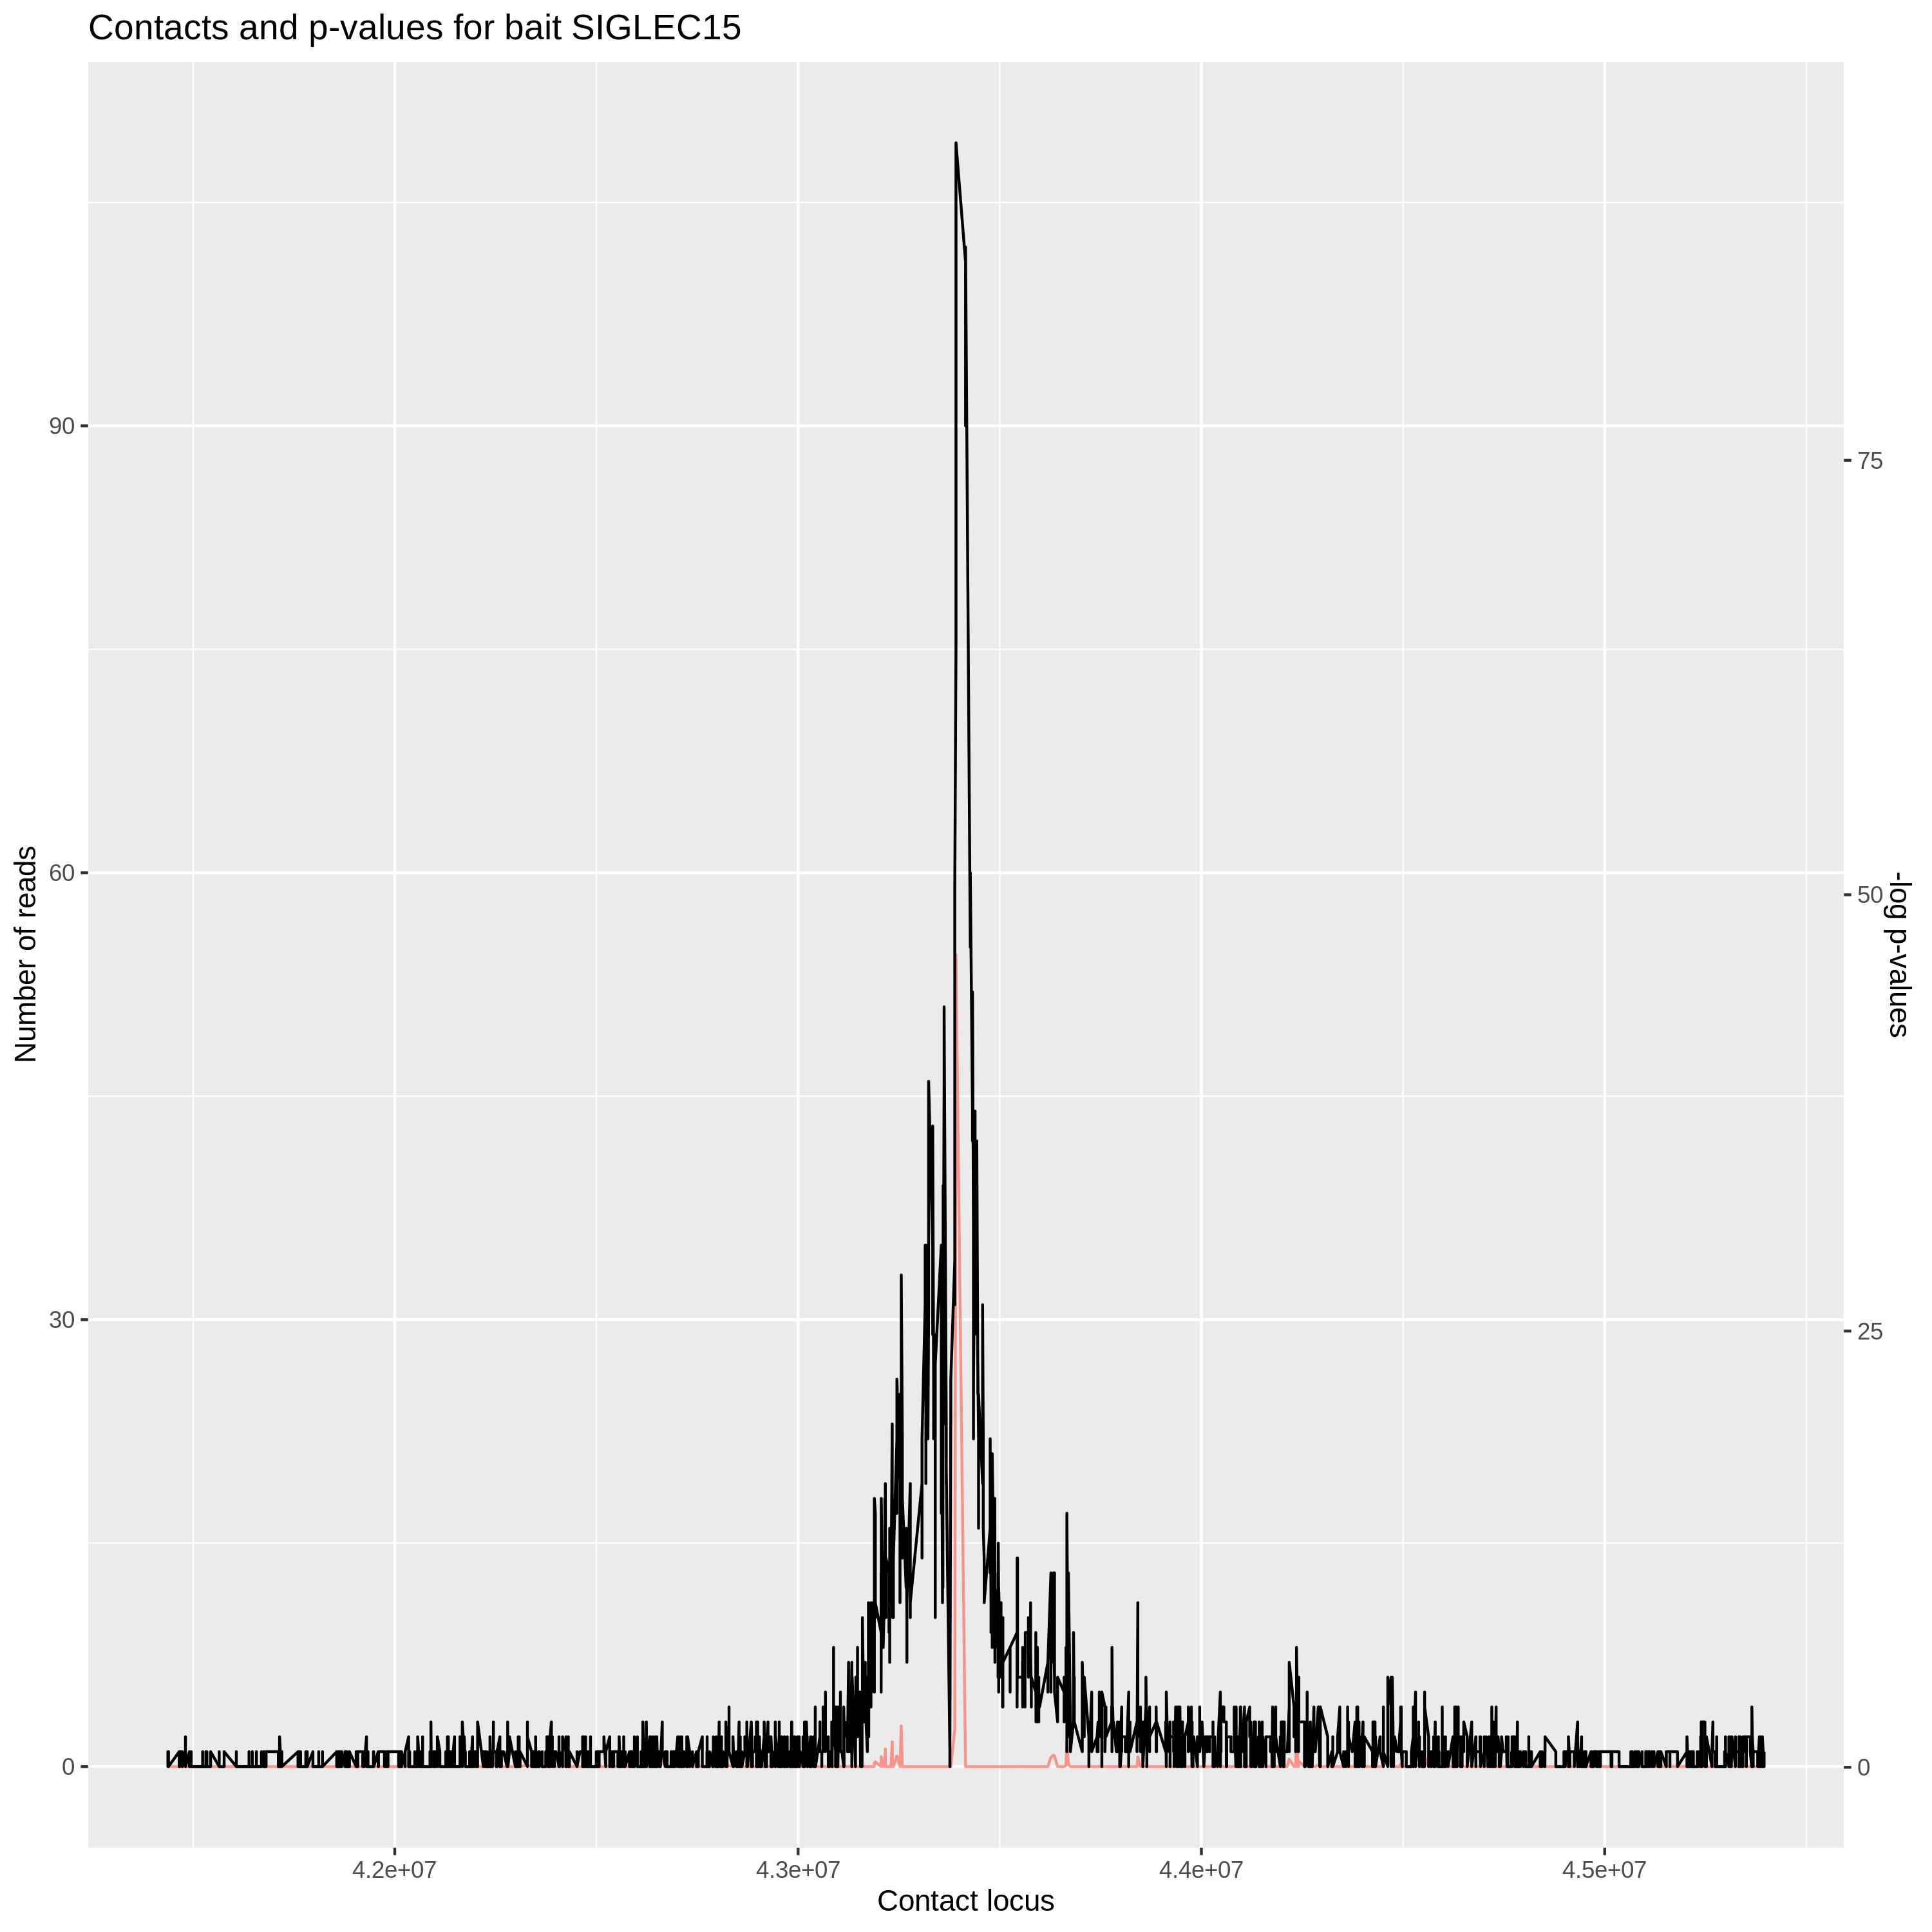 Contacts and p-values for bait SIGLEC15
Number of reads
90
60
30
0
75
50
25
0
-log p-values
4.2e+07 4.3e+07 4.4e+07 4.5e+07
Contact locus